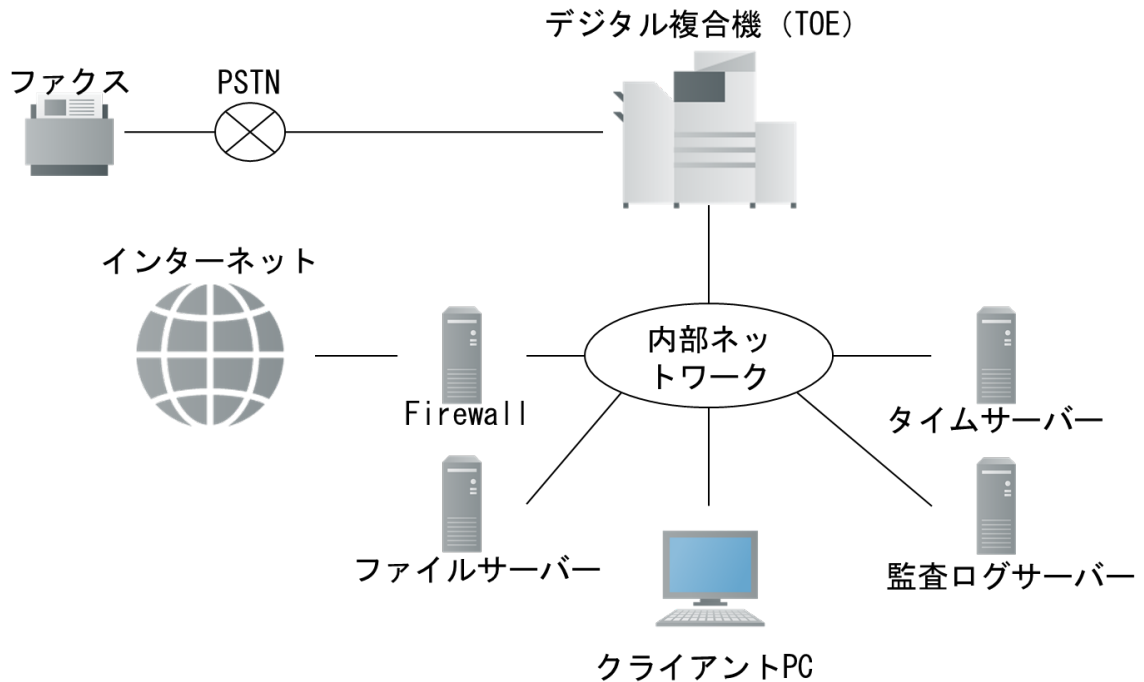 デジタル複合機（TOE）
ファクス
PSTN
インターネット
内部ネッ
トワーク
Firewall
タイムサーバー
ファイルサーバー
監査ログサーバー
クライアントPC